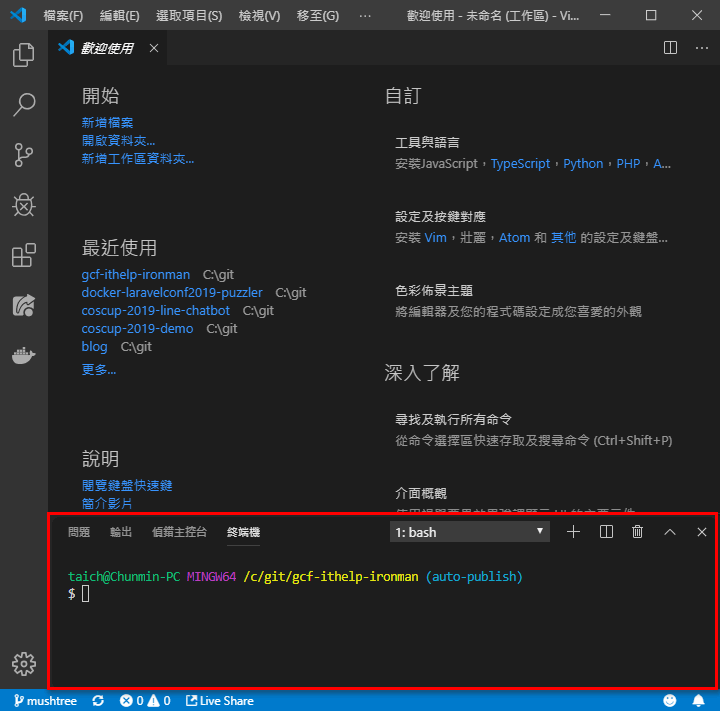 檔案(F) 編輯(E) 選取項目(S) 檢視(V) 移至(G) ··· 歡迎使用 - 未命名 (工作區) - Vi...
歡迎使用
開始
新增檔案
開啟資料夾...
新增工作區資料夾...
最近使用
gcf-ithelp-ironman C:\git
docker-laravelconf2019-puzzler C:\git
coscup-2019-line-chatbot C:\git
coscup-2019-demo C:\git
blog C:\git
更多...
說明
閱覽鍵盤快速鍵
簡介影片
自訂
工具與語言
安裝JavaScript，TypeScript，Python，PHP，A...
設定及按鍵對應
安裝 Vim，壯麗，Atom 和 其他 的設定及鍵盤...
色彩佈景主題
將編輯器及您的程式碼設定成您喜愛的外觀
深入了解
尋找及執行所有命令
從命令選擇區快速存取及搜尋命令 (Ctrl+Shift+P)
介面概觀
問題 輸出 偵錯主控台 終端機 1: bash
taich@Chunmin-PC MINGW64 /c/git/gcf-ithelp-ironman (auto-publish)
$
mushtree 0 0 Live Share